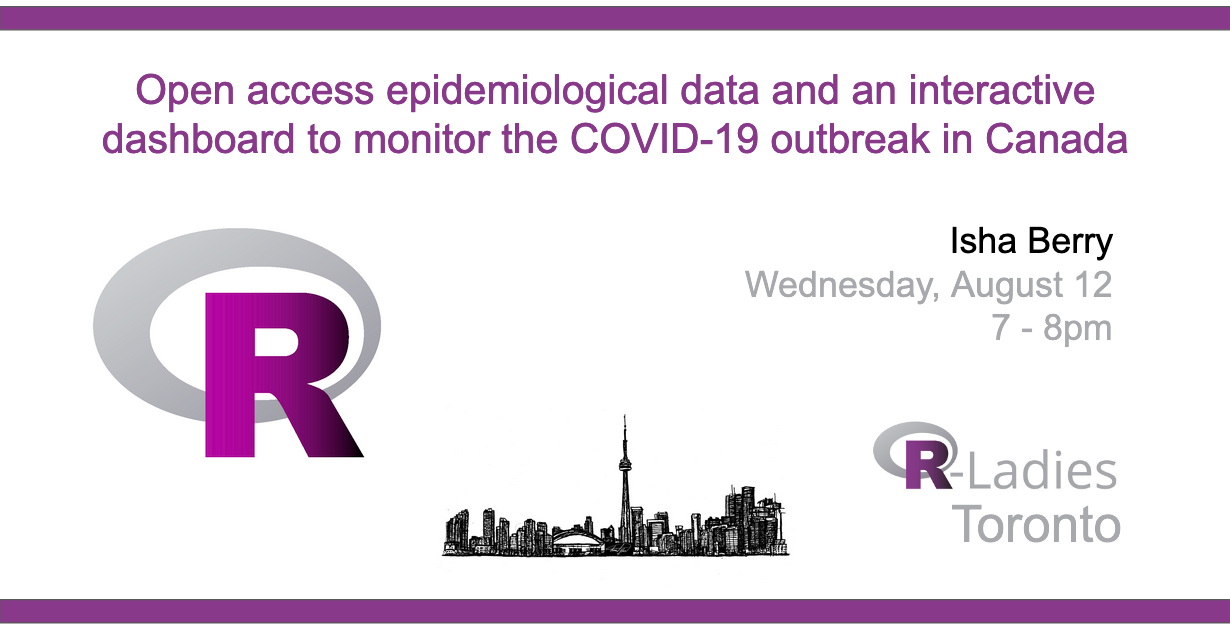 Open access epidemiological data and an interactive
dashboard to monitor the COVID-19 outbreak in Canada
Isha Berry
Wednesday, August 12
7 - 8pm
R
R-Ladies
Toronto